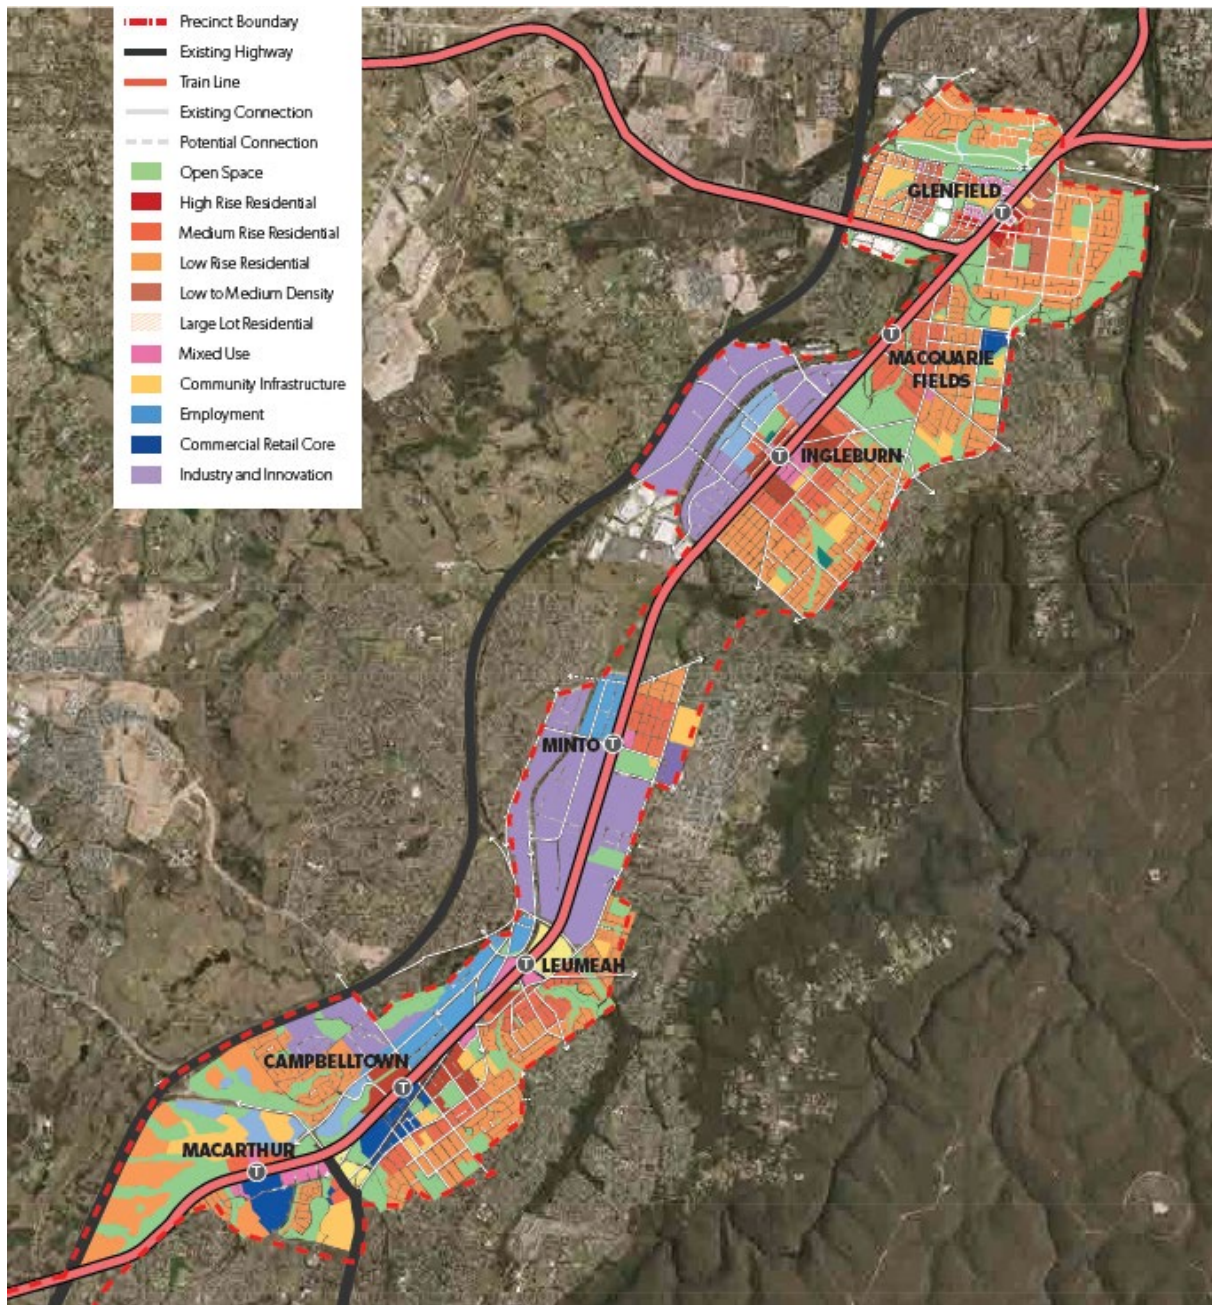 Precinct Boundary
Existing Highway
Train Line
Existing Connection
Potential Connection
Open Space
High Rise Residential
Medium Rise Residential
Low Rise Residential
Low to Medium Density
Large Lot Residential
Mixed Use
Community Infrastructure
Employment
Commercial Retail Core
Industry and Innovation
GLENFIELD
T
T
MACQUARIE
FIELDS
T
INGLEBURN
MINTO T
T LEUMEAH
CAMPBELLTOWN
T
MACARTHUR
T